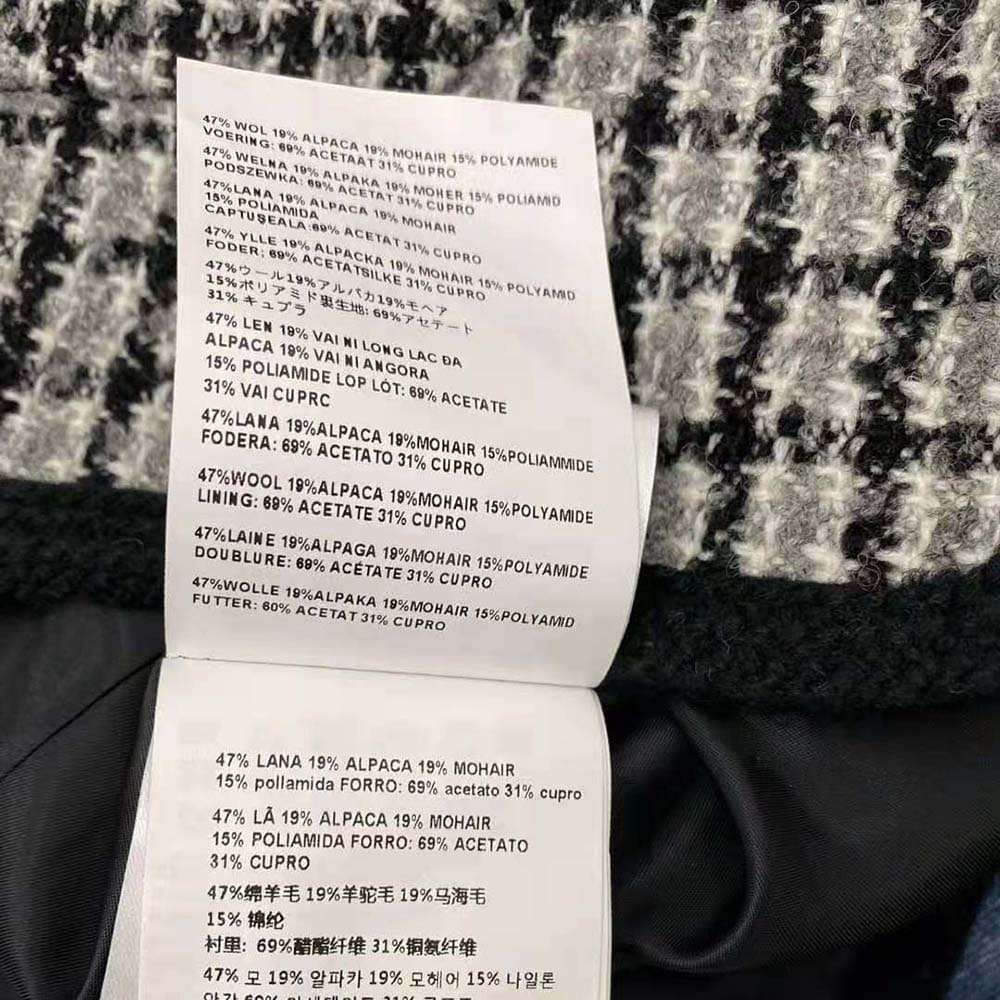 47% WOL 19% ALPACA 19% MOHAIR 15% POLYAMIDE
VOERING: 69% ACETAAT 31% CUPRO
47% WELNA 19% ALPAKA 19% MOHER 15% POLIAMID
PODSZEWKA: 69% ACETAT 31% CUPRO
47%LANA 19% ALPACA 19% MOHAIR
15% POLIAMIDA
CAPTUŞEALA:69% ACETAT 31% CUPRO
47% YLLE 19% ALPACKA 19% MOHAIR 15% POLYAMID
FODER; 69% ACETATSILKE 31% CUPRO
47%ウール19%アルパカ19%モヘア
15%ポリアミド裏生地: 69%アセテート
31% キュプラ
47% LEN 19% VAI NI LONG LAC ĐA
ALPACA 19% VAI NI ANGORA
15% POLIAMIDE LOP LÓT: 69% ACETATE
31% VAI CUPRC
47%LANA 19%ALPACA 19%MOHAIR 15%POLIAMMIDE
FODERA: 69% ACETATO 31% CUPRO
47%WOOL 19%ALPACA 19%MOHAIR 15%POLYAMIDE
LINING: 69% ACETATE 31% CUPRO
47%LAINE 19%ALPAGA 19%MOHAIR 15%POLYAMIDE
DOUBLURE: 69% ACÉTATE 31% CUPRO
47%WOLLE 19%ALPAKA 19%MOHAIR 15%POLYAMID
FUTTER: 60% ACETAT 31% CUPRO
47% LANA 19% ALPACA 19% MOHAIR
15% pollamida FORRO: 69% acetato 31% cupro
47% LÃ 19% ALPACA 19% MOHAIR
15% POLIAMIDA FORRO: 69% ACETATO
31% CUPRO
47%绵羊毛 19%羊驼毛 19%马海毛
15% 锦纶
衬里: 69%醋酯纤维 31%铜氨纤维
47% 모 19% 알파카 19% 모헤어 15% 나일론